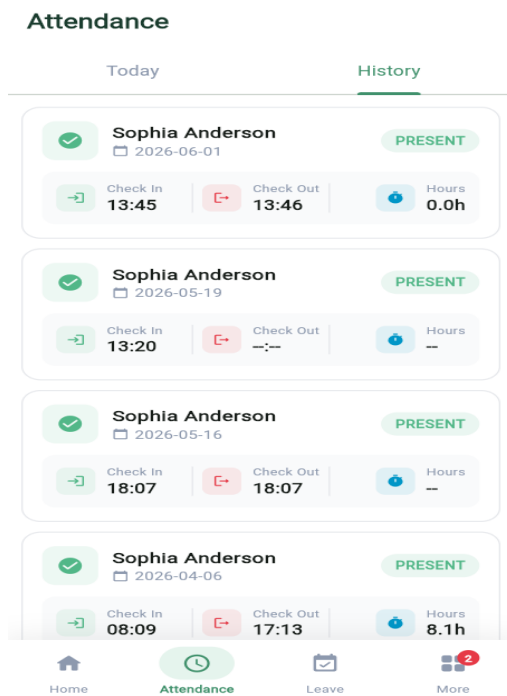 Attendance
Today History
Sophia Anderson
2026-06-01
PRESENT
Check In Check Out Hours
13:45 13:46 0.0h
Sophia Anderson
2026-05-19
PRESENT
Check In Check Out Hours
13:20 --:-- --
Sophia Anderson
2026-05-16
PRESENT
Check In Check Out Hours
18:07 18:07 --
Sophia Anderson
2026-04-06
PRESENT
Check In Check Out Hours
08:09 17:13 8.1h
2
Home Attendance Leave More